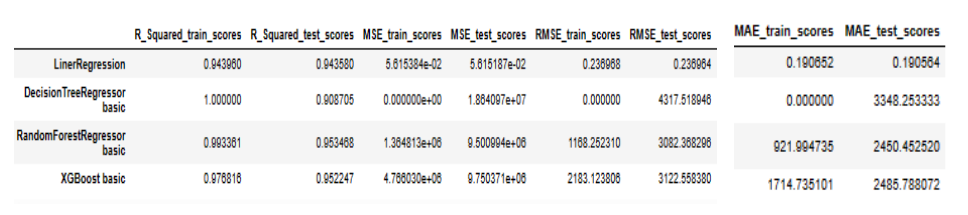 R_Squared_train_scores R_Squared_test_scores MSE_train_scores MSE_test_scores RMSE_train_scores RMSE_test_scores MAE_train_scores MAE_test_scores
LinerRegression 0.943960 0.943580 5.615384e-02 5.615187e-02 0.236968 0.236964 0.190652 0.190564
DecisionTreeRegressor
basic 1.000000 0.908705 0.000000e+00 1.864097e+07 0.000000 4317.518946 0.000000 3348.253333
RandomForestRegressor
basic 0.993361 0.953468 1.364813e+06 9.500994e+06 1168.252310 3082.368296 921.994735 2450.452520
XGBoost basic 0.976816 0.952247 4.766030e+06 9.750371e+06 2183.123806 3122.558380 1714.735101 2485.788072